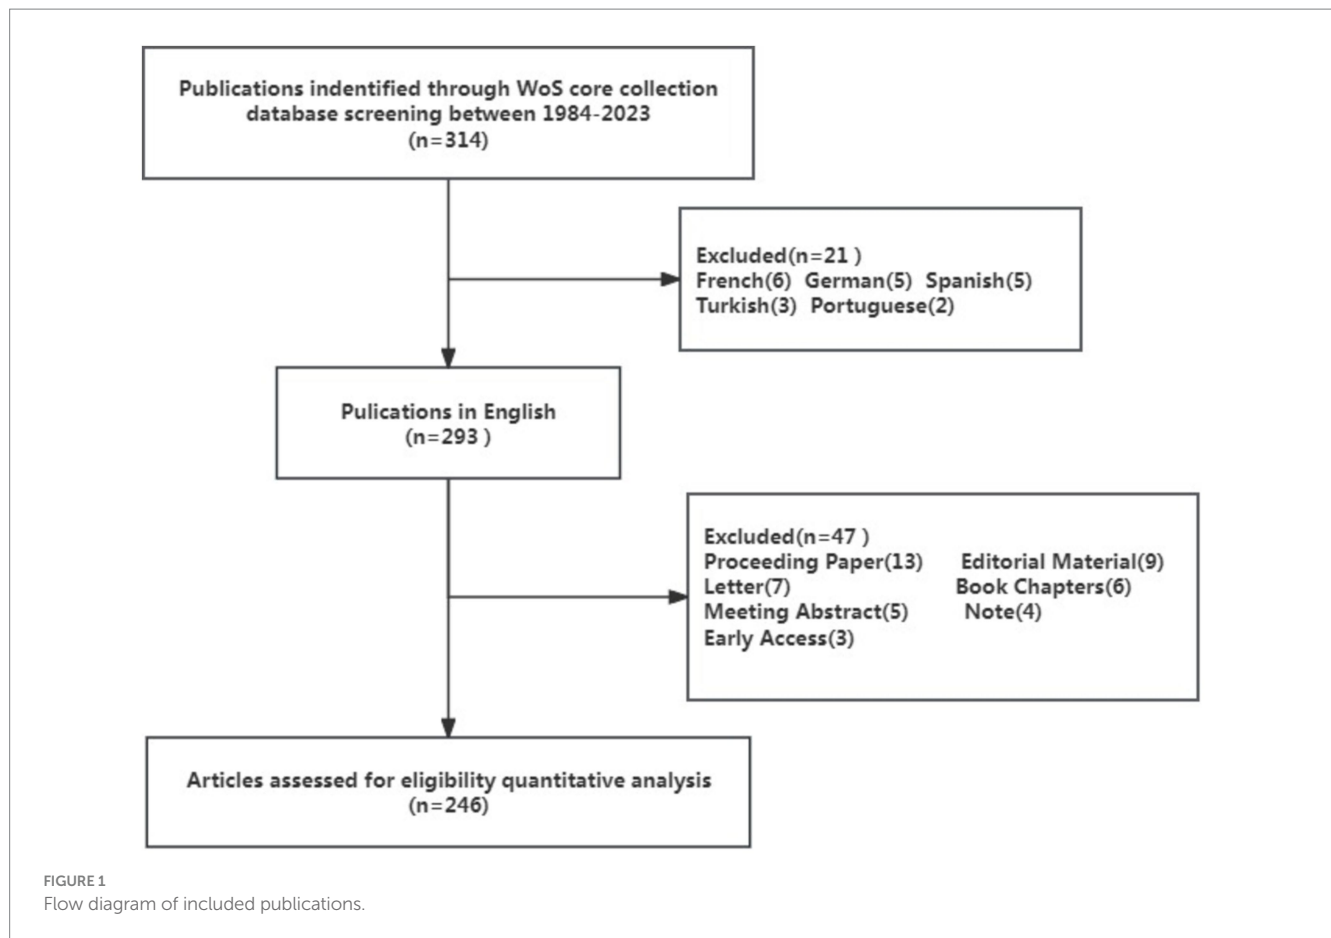 Publications indentified through WoS core collection
database screening between 1984-2023
(n=314)
Excluded(n=21 )
French(6) German(5) Spanish(5)
Turkish(3) Portuguese(2)
Pulications in English
(n=293 )
Excluded(n=47 )
Proceeding Paper(13) Editorial Material(9)
Letter(7) Book Chapters(6)
Meeting Abstract(5) Note(4)
Early Access(3)
Articles assessed for eligibility quantitative analysis
(n=246)
FIGURE 1
Flow diagram of included publications.